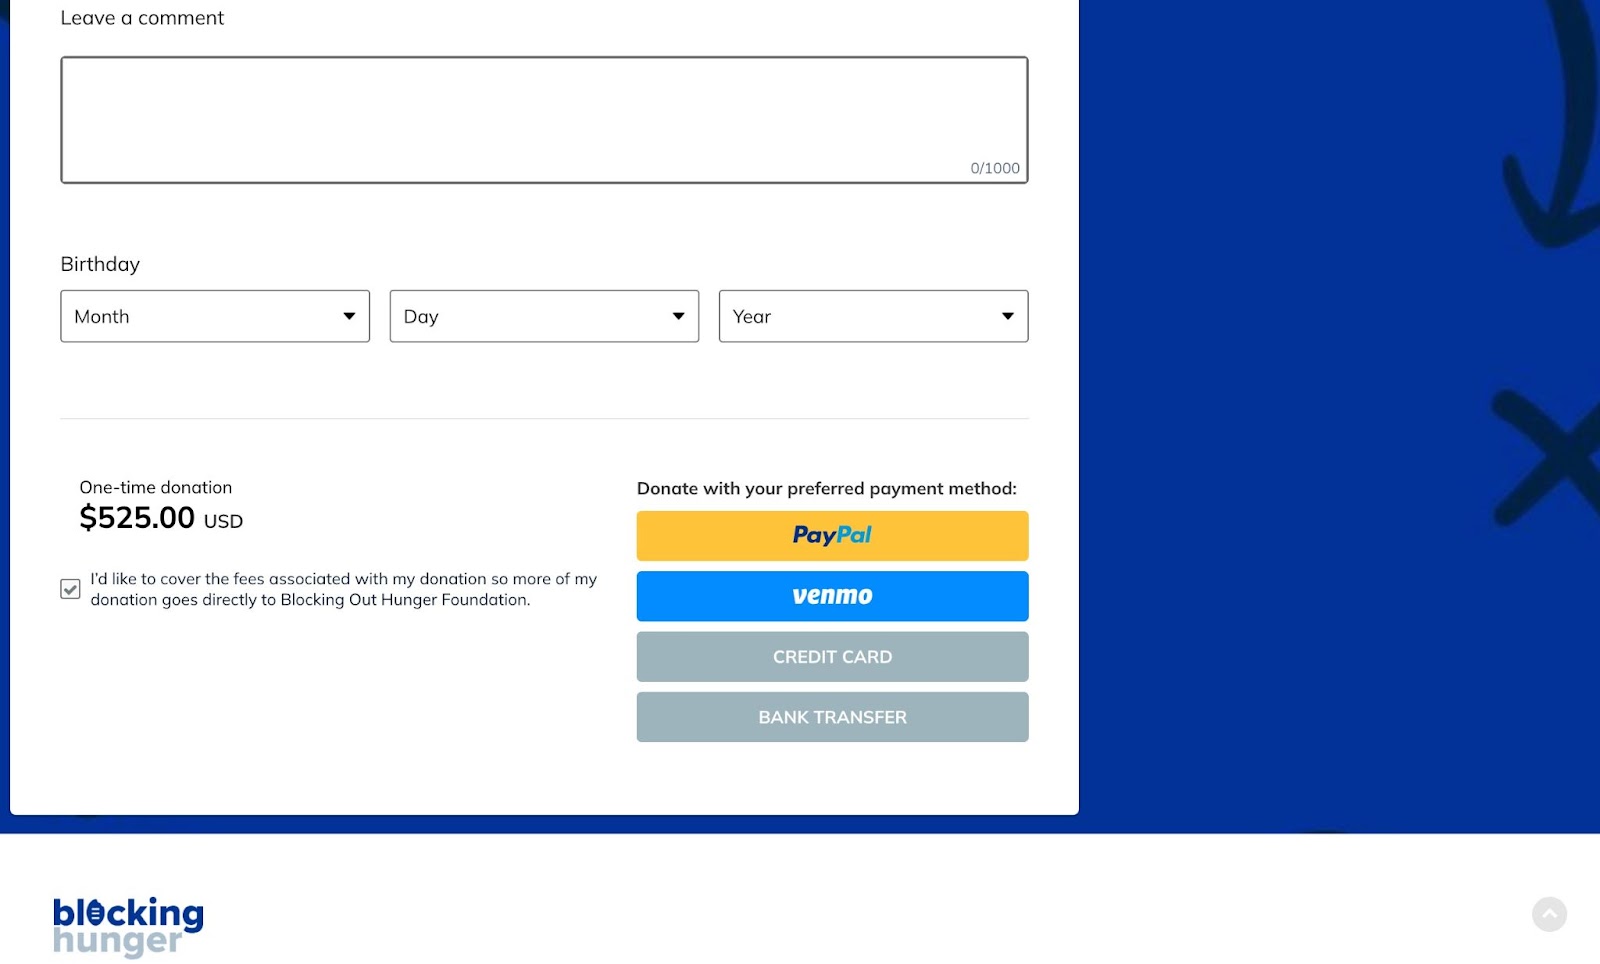 Leave a comment
0/1000
Birthday
Month
Day
Year
One-time donation
$525.00 USD
I'd like to cover the fees associated with my donation so more of my
donation goes directly to Blocking Out Hunger Foundation.
Donate with your preferred payment method:
PayPal
venmo
CREDIT CARD
BANK TRANSFER
blocking
hunger